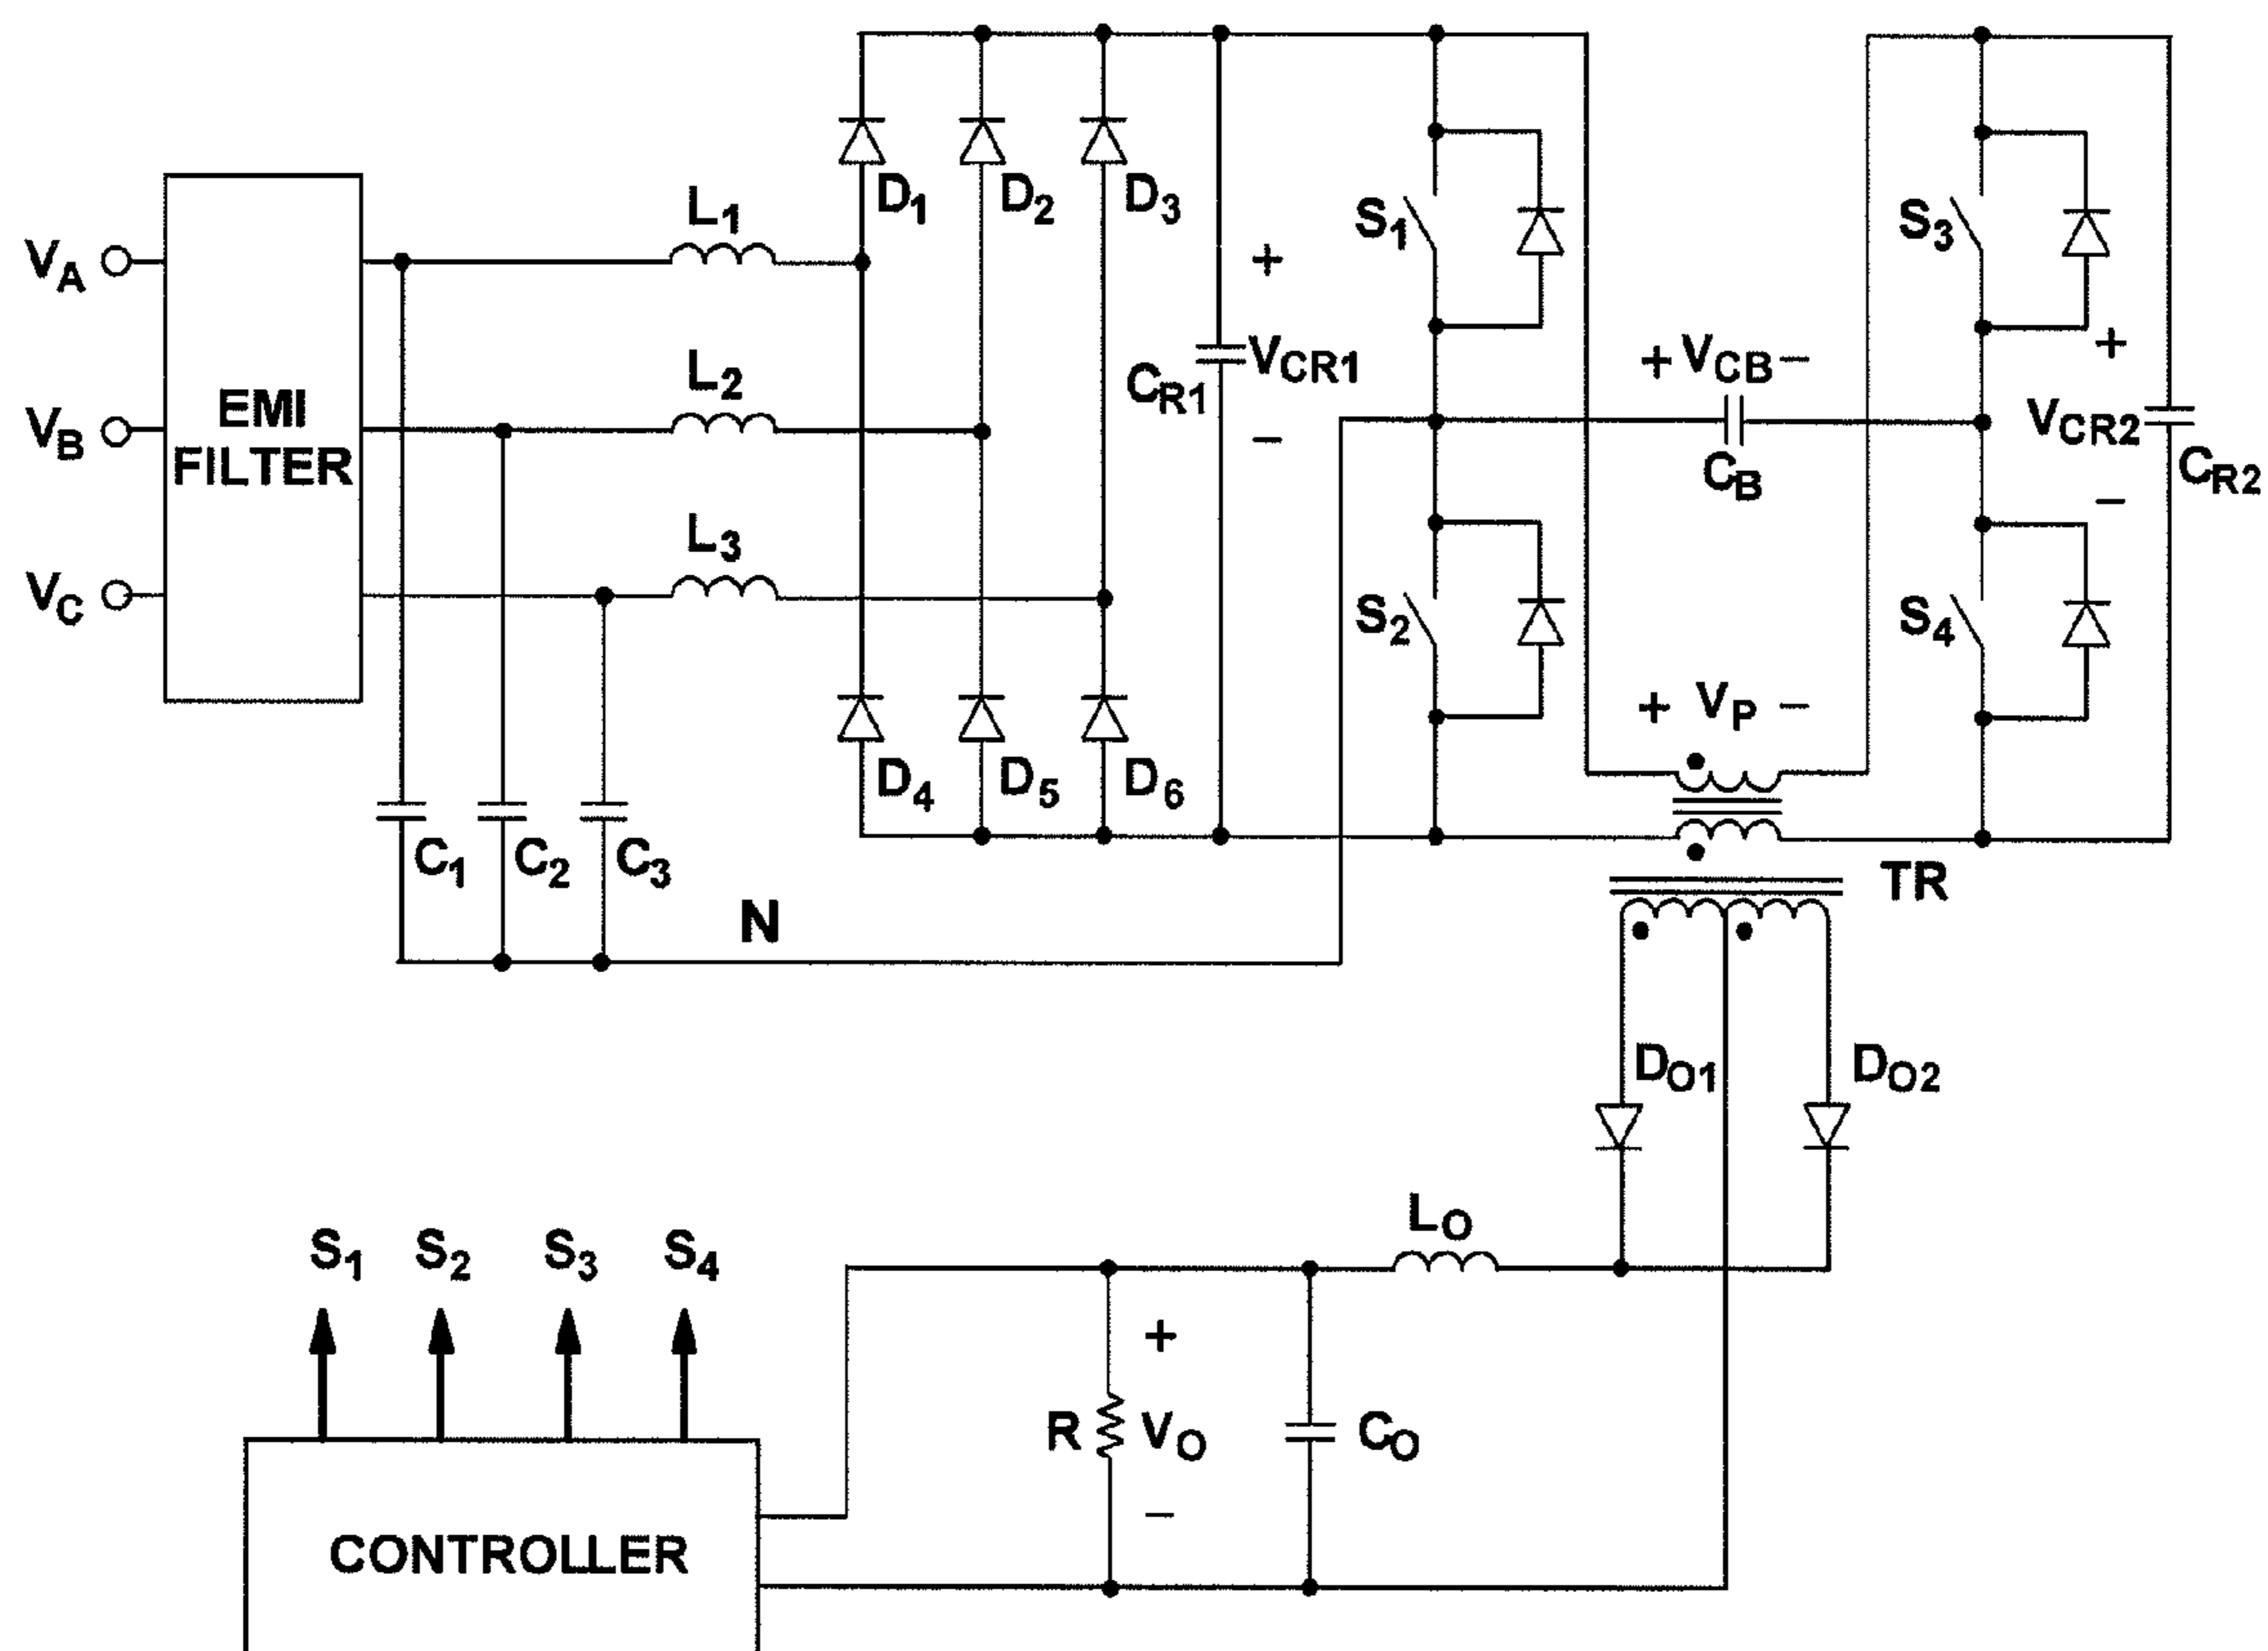 D1 D2 D3
L1
S1 S3
VA
+ +
VCR1 + VCB − VCR2
CR1
− −
CB CR2
EMI
FILTER
L2
VB
L3
VC
S2 S4
+ VP −
D4 D5 D6
C1 C2 C3
TR
N
DO1 DO2
LO
S1 S2 S3 S4
+
R VO CO
−
CONTROLLER